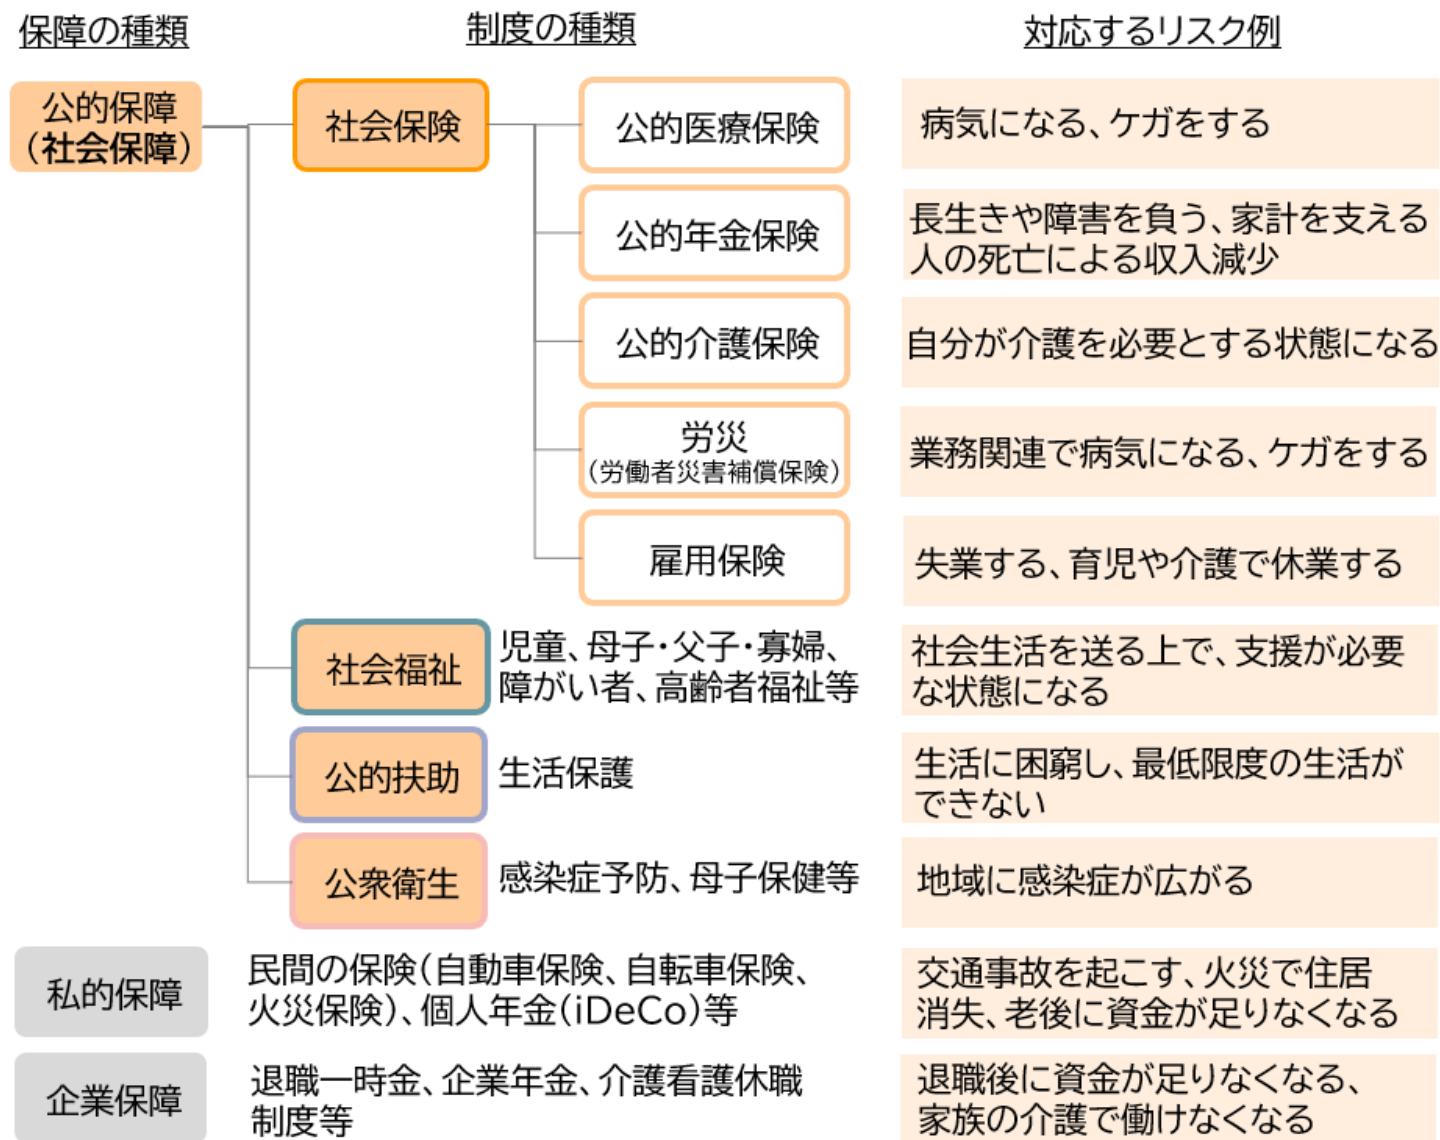 保障の種類
制度の種類
対応するリスク例
公的保障
（社会保障）
社会保険
公的医療保険
病気になる、ケガをする
公的年金保険
長生きや障害を負う、家計を支える
人の死亡による収入減少
公的介護保険
自分が介護を必要とする状態になる
労災
（労働者災害補償保険）
業務関連で病気になる、ケガをする
雇用保険
失業する、育児や介護で休業する
社会福祉
児童、母子・父子・寡婦、
障がい者、高齢者福祉等
社会生活を送る上で、支援が必要
な状態になる
公的扶助
生活保護
生活に困窮し、最低限度の生活が
できない
公衆衛生
感染症予防、母子保健等
地域に感染症が広がる
私的保障
民間の保険（自動車保険、自転車保険、
火災保険）、個人年金（iDeCo）等
交通事故を起こす、火災で住居
消失、老後に資金が足りなくなる
企業保障
退職一時金、企業年金、介護看護休職
制度等
退職後に資金が足りなくなる、
家族の介護で働けなくなる